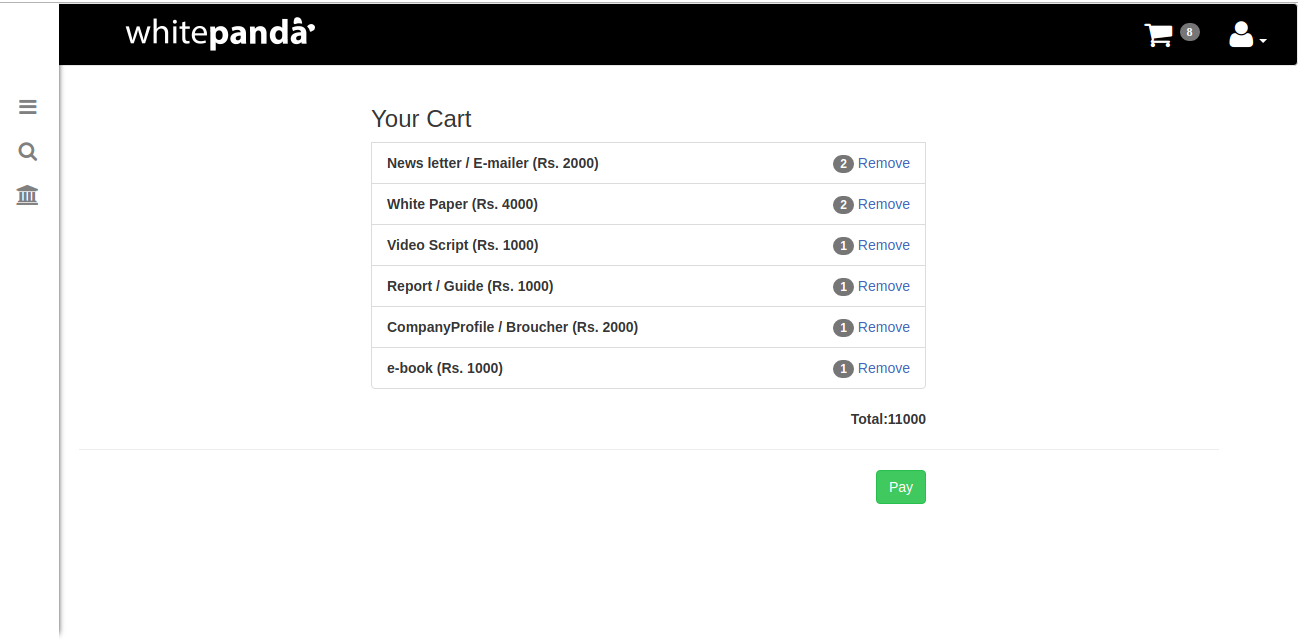 whitepanda 8
Your Cart
News letter / E-mailer (Rs. 2000) 2 Remove
White Paper (Rs. 4000) 2 Remove
Video Script (Rs. 1000) 1 Remove
Report / Guide (Rs. 1000) 1 Remove
CompanyProfile / Broucher (Rs. 2000) 1 Remove
e-book (Rs. 1000) 1 Remove
Total:11000
Pay